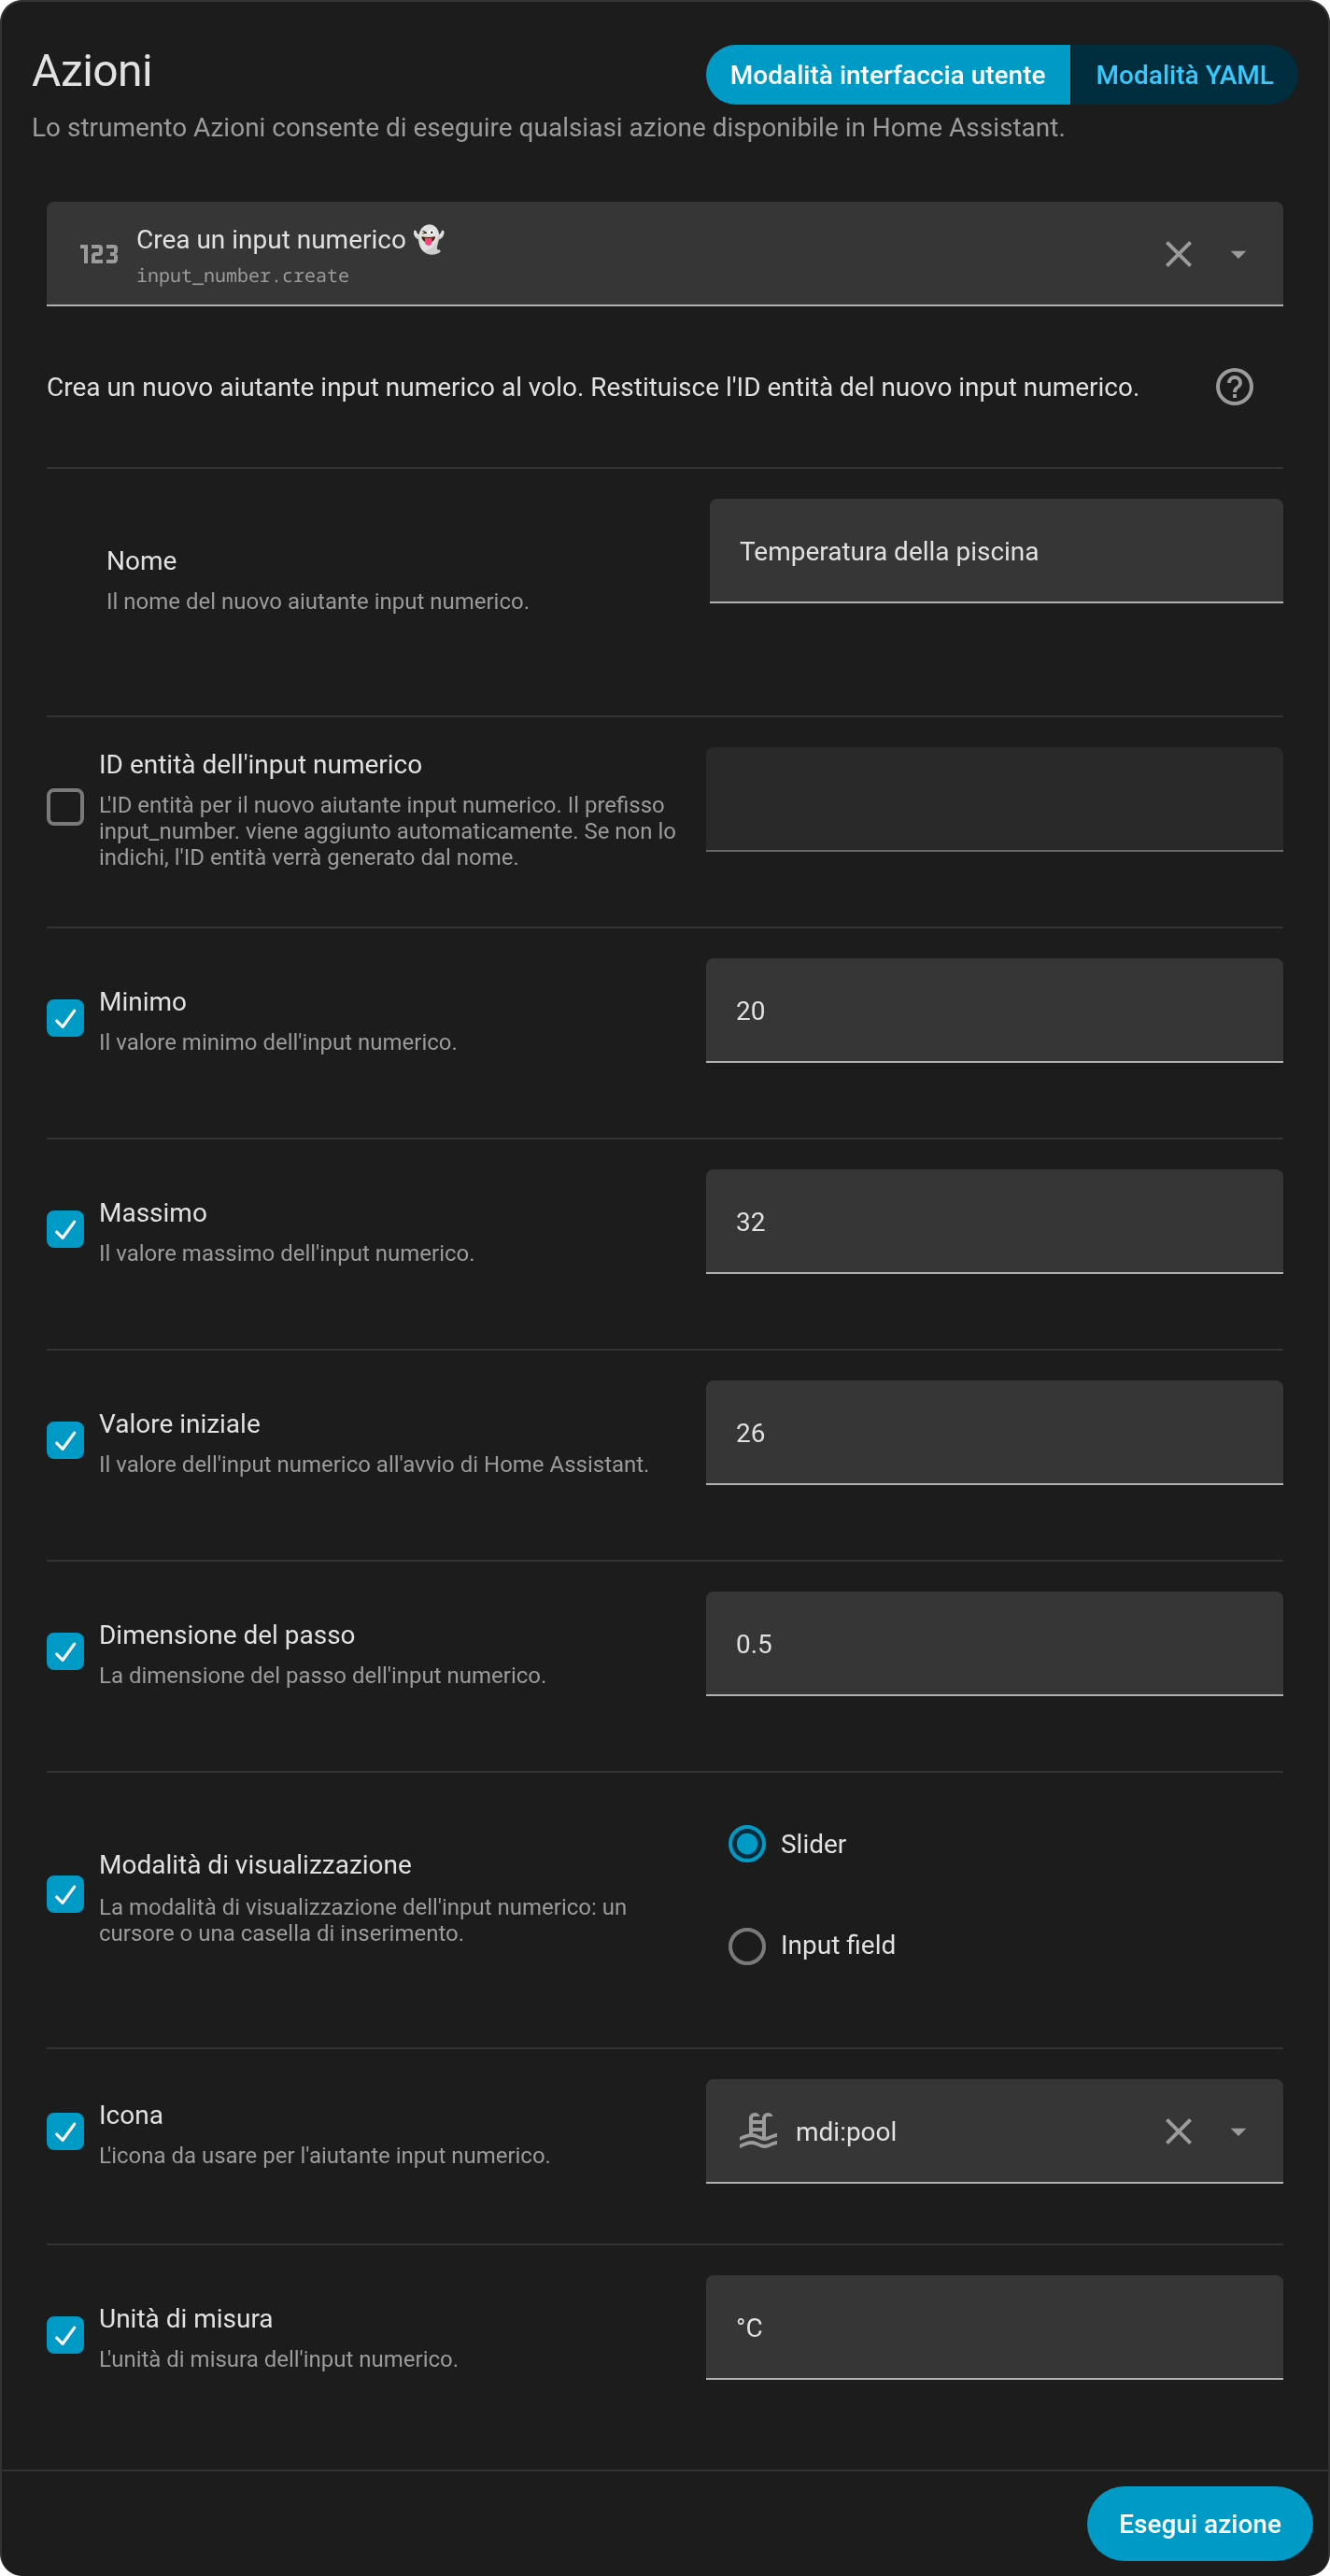 Azioni
Modalità interfaccia utente
Modalità YAML
Lo strumento Azioni consente di eseguire qualsiasi azione disponibile in Home Assistant.
123
Crea un input numerico 👻
input_number.create
Crea un nuovo aiutante input numerico al volo. Restituisce l'ID entità del nuovo input numerico.
Nome
Il nome del nuovo aiutante input numerico.
Temperatura della piscina
ID entità dell'input numerico
L'ID entità per il nuovo aiutante input numerico. Il prefisso
input_number. viene aggiunto automaticamente. Se non lo
indichi, l'ID entità verrà generato dal nome.
Minimo
Il valore minimo dell'input numerico.
20
Massimo
Il valore massimo dell'input numerico.
32
Valore iniziale
Il valore dell'input numerico all'avvio di Home Assistant.
26
Dimensione del passo
La dimensione del passo dell'input numerico.
0.5
Modalità di visualizzazione
La modalità di visualizzazione dell'input numerico: un
cursore o una casella di inserimento.
Slider
Input field
Icona
L'icona da usare per l'aiutante input numerico.
mdi:pool
Unità di misura
L'unità di misura dell'input numerico.
°C
Esegui azione